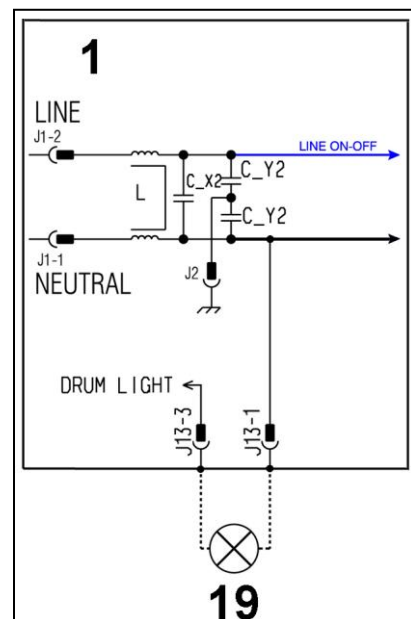 1
LINE
J1-2
LINE ON-OFF
C_Y2
C_X2
L
C_Y2
J1-1
J2
NEUTRAL
DRUM LIGHT
J13-3
J13-1
19